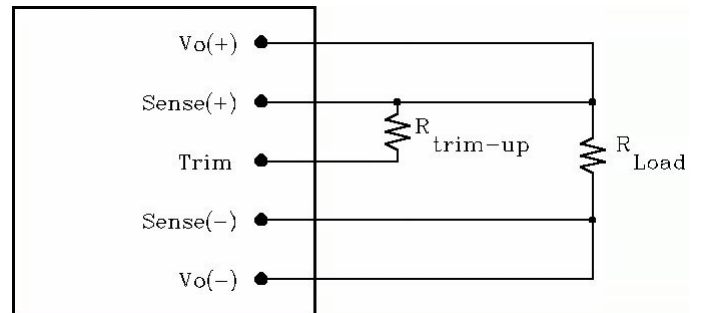 Vo(+)
Sense(+)
R
trim-up
Trim
R
Load
Sense(-)
Vo(-)